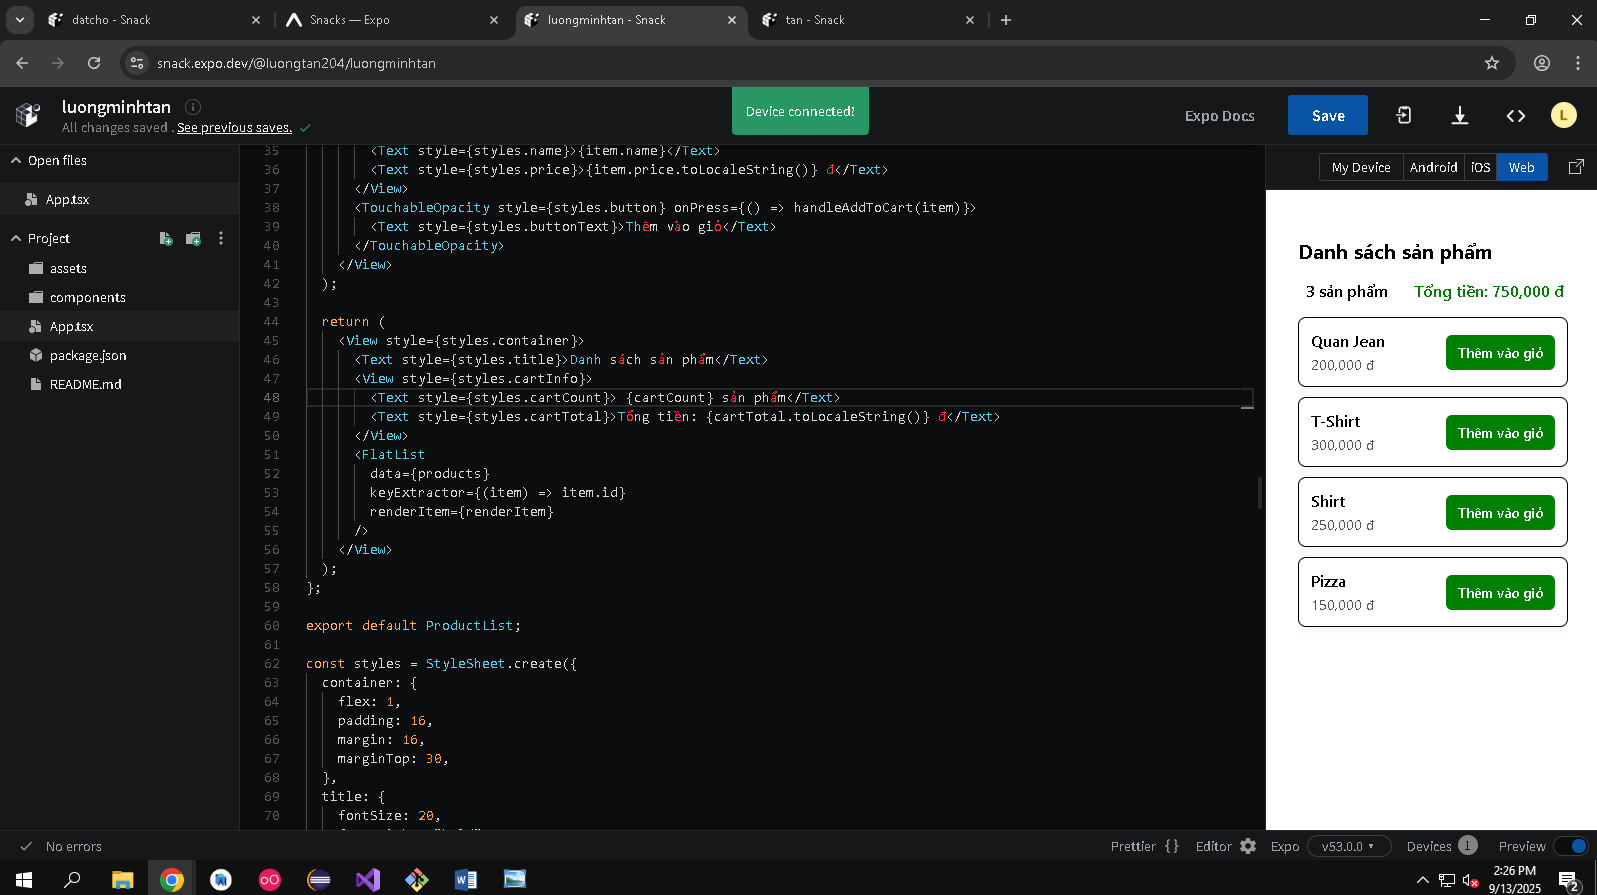 datcho - Snack
Snacks — Expo
luongminhtan - Snack
tan - Snack
snack.expo.dev/@luongtan204/luongminhtan
luongminhtan
All changes saved . See previous saves.
Device connected!
Expo Docs
Save
L
Open files
App.tsx
Project
assets
components
App.tsx
package.json
README.md
35 <Text style={styles.name}>{item.name}</Text>
36 <Text style={styles.price}>{item.price.toLocaleString()} đ</Text>
37 </View>
38 <TouchableOpacity style={styles.button} onPress={() => handleAddToCart(item)}>
39 <Text style={styles.buttonText}>Thêm vào giỏ</Text>
40 </TouchableOpacity>
41 </View>
42 );
43
44 return (
45 <View style={styles.container}>
46 <Text style={styles.title}>Danh sách sản phẩm</Text>
47 <View style={styles.cartInfo}>
48 <Text style={styles.cartCount}> {cartCount} sản phẩm</Text>
49 <Text style={styles.cartTotal}>Tổng tiền: {cartTotal.toLocaleString()} đ</Text>
50 </View>
51 <FlatList
52 data={products}
53 keyExtractor={(item) => item.id}
54 renderItem={renderItem}
55 />
56 </View>
57 );
58 };
59
60 export default ProductList;
61
62 const styles = StyleSheet.create({
63 container: {
64 flex: 1,
65 padding: 16,
66 margin: 16,
67 marginTop: 30,
68 },
69 title: {
70 fontSize: 20,
My Device
Android
iOS
Web
Danh sách sản phẩm
3 sản phẩm
Tổng tiền: 750,000 đ
Quan Jean
200,000 đ
Thêm vào giỏ
T-Shirt
300,000 đ
Thêm vào giỏ
Shirt
250,000 đ
Thêm vào giỏ
Pizza
150,000 đ
Thêm vào giỏ
No errors
Prettier {}
Editor
Expo
v53.0.0
Devices 1
Preview
2:26 PM
9/13/2025
2